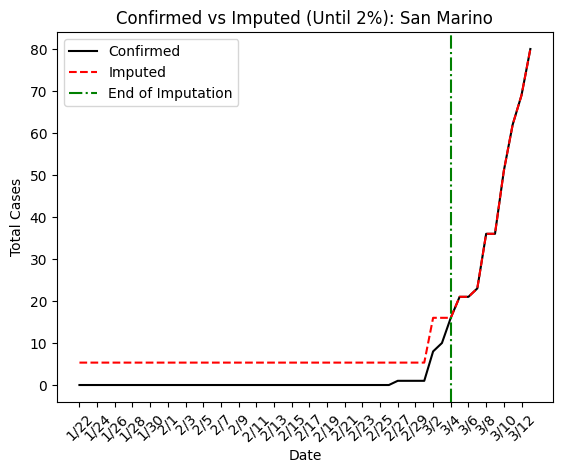 Confirmed vs Imputed (Until 2%): San Marino
Confirmed
Imputed
End of Imputation
Total Cases
80
70
60
50
40
30
20
10
0
1/22 1/24 1/26 1/28 1/30 2/1 2/3 2/5 2/7 2/9 2/11 2/13 2/15 2/17 2/19 2/21 2/23 2/25 2/27 2/29 3/2 3/4 3/6 3/8 3/10 3/12
Date